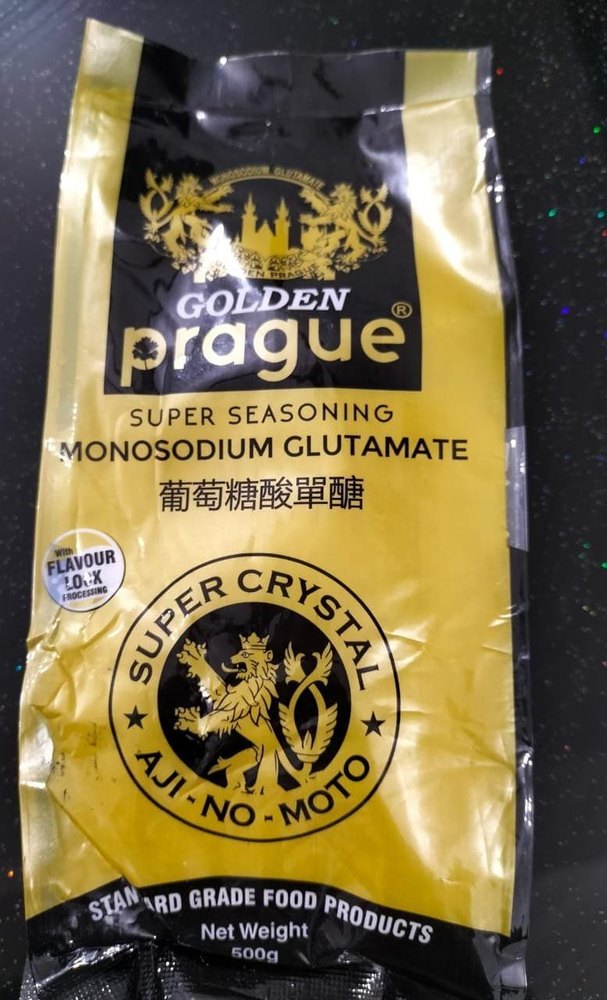 MONOSODIUM GLUTAMATE
GOLDEN PRAGUE
GOLDEN
prague®
SUPER SEASONING
MONOSODIUM GLUTAMATE
葡萄糖酸單醣
With
FLAVOUR
LOCK
PROCESSING
SUPER CRYSTAL
AJI-NO-MOTO
STANDARD GRADE FOOD PRODUCTS
Net Weight
500g